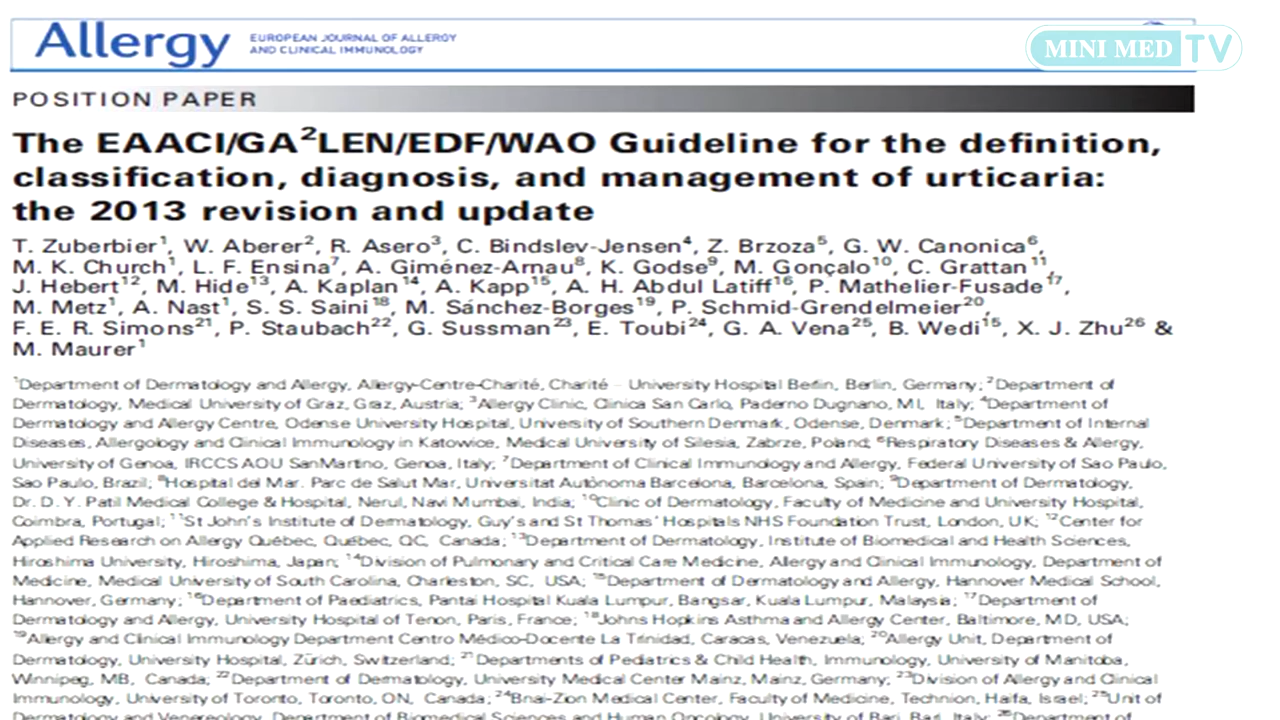 Allergy
EUROPEAN JOURNAL OF ALLERGY
AND CLINICAL IMMUNOLOGY
MINI MED TV
POSITION PAPER
The EAACI/GA²LEN/EDF/WAO Guideline for the definition,
classification, diagnosis, and management of urticaria:
the 2013 revision and update
T. Zuberbier¹, W. Aberer², R. Asero³, C. Bindslev-Jensen⁴, Z. Brzoza⁵, G. W. Canonica⁶,
M. K. Church¹, L. F. Ensina⁷, A. Giménez-Arnau⁸, K. Godse⁹, M. Gonçalo¹⁰, C. Grattan¹¹,
J. Hebert¹², M. Hide¹³, A. Kaplan¹⁴, A. Kapp¹⁵, A. H. Abdul Latiff¹⁶, P. Mathelier-Fusade¹⁷,
M. Metz¹, A. Nast¹, S. S. Saini¹⁸, M. Sánchez-Borges¹⁹, P. Schmid-Grendelmeier²⁰,
F. E. R. Simons²¹, P. Staubach²², G. Sussman²³, E. Toubi²⁴, G. A. Vena²⁵, B. Wedi¹⁵, X. J. Zhu²⁶ &
M. Maurer¹
¹Department of Dermatology and Allergy, Allergy-Centre-Charité, Charité – University Hospital Berlin, Berlin, Germany; ²Department of
Dermatology, Medical University of Graz, Graz, Austria; ³Allergy Clinic, Clinica San Carlo, Paderno Dugnano, MI, Italy; ⁴Department of
Dermatology and Allergy Centre, Odense University Hospital, University of Southern Denmark, Odense, Denmark; ⁵Department of Internal
Diseases, Allergology and Clinical Immunology in Katowice, Medical University of Silesia, Zabrze, Poland; ⁶Respiratory Diseases & Allergy,
University of Genoa, IRCCS AOU SanMartino, Genoa, Italy; ⁷Department of Clinical Immunology and Allergy, Federal University of Sao Paulo,
Sao Paulo, Brazil; ⁸Hospital del Mar. Parc de Salut Mar, Universitat Autònoma Barcelona, Barcelona, Spain; ⁹Department of Dermatology,
Dr. D. Y. Patil Medical College & Hospital, Nerul, Navi Mumbai, India; ¹⁰Clinic of Dermatology, Faculty of Medicine and University Hospital,
Coimbra, Portugal; ¹¹St John's Institute of Dermatology, Guy's and St Thomas' Hospitals NHS Foundation Trust, London, UK; ¹²Center for
Applied Research on Allergy Québec, Québec, QC, Canada; ¹³Department of Dermatology, Institute of Biomedical and Health Sciences,
Hiroshima University, Hiroshima, Japan; ¹⁴Division of Pulmonary and Critical Care Medicine, Allergy and Clinical Immunology, Department of
Medicine, Medical University of South Carolina, Charleston, SC, USA; ¹⁵Department of Dermatology and Allergy, Hannover Medical School,
Hannover, Germany; ¹⁶Department of Paediatrics, Pantai Hospital Kuala Lumpur, Bangsar, Kuala Lumpur, Malaysia; ¹⁷Department of
Dermatology and Allergy, University Hospital of Tenon, Paris, France; ¹⁸Johns Hopkins Asthma and Allergy Center, Baltimore, MD, USA;
¹⁹Allergy and Clinical Immunology Department Centro Médico-Docente La Trinidad, Caracas, Venezuela; ²⁰Allergy Unit, Department of
Dermatology, University Hospital, Zürich, Switzerland; ²¹Departments of Pediatrics & Child Health, Immunology, University of Manitoba,
Winnipeg, MB, Canada; ²²Department of Dermatology, University Medical Center Mainz, Mainz, Germany; ²³Division of Allergy and Clinical
Immunology, University of Toronto, Toronto, ON, Canada; ²⁴Bnai-Zion Medical Center, Faculty of Medicine, Technion, Haifa, Israel; ²⁵Unit of
Dermatology and Venereology, Department of Biomedical Sciences and Human Oncology, University of Bari, Bari, Italy; ²⁶Department of